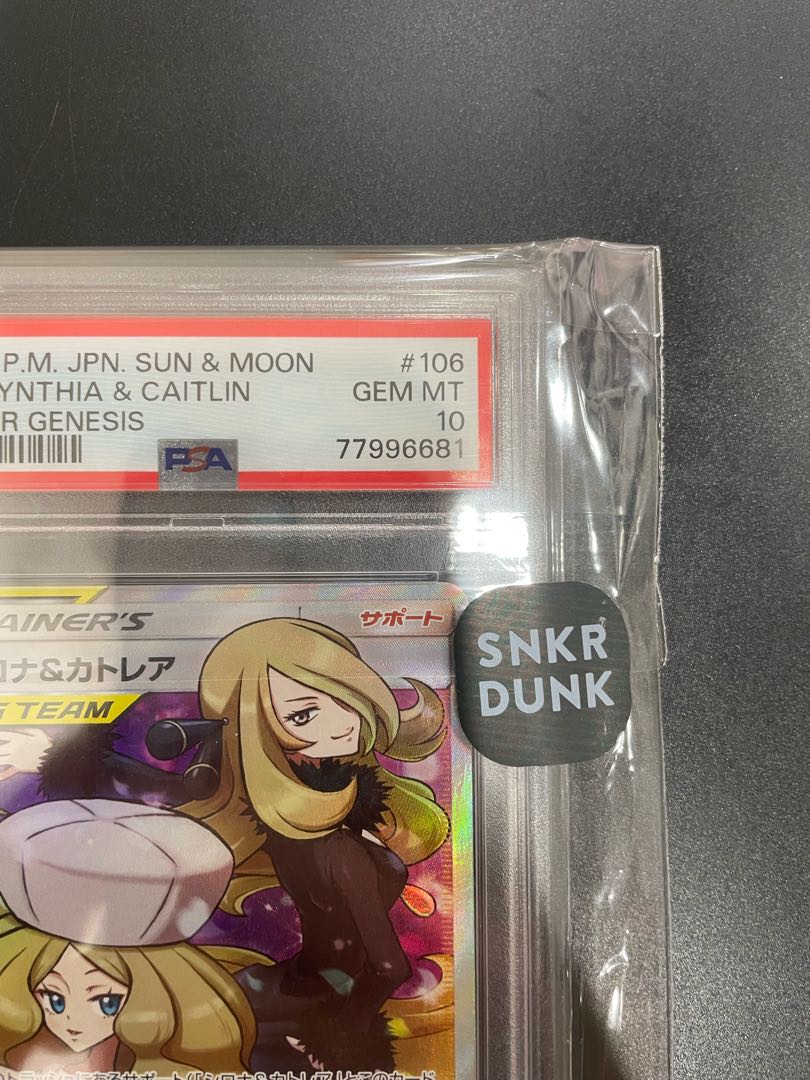 P.M. JPN. SUN & MOON #106
YNTHIA & CAITLIN GEM MT
R GENESIS 10
PSA 77996681
AINER'S サポート
ロナ&カトレア
SNKR
DUNK
G TEAM